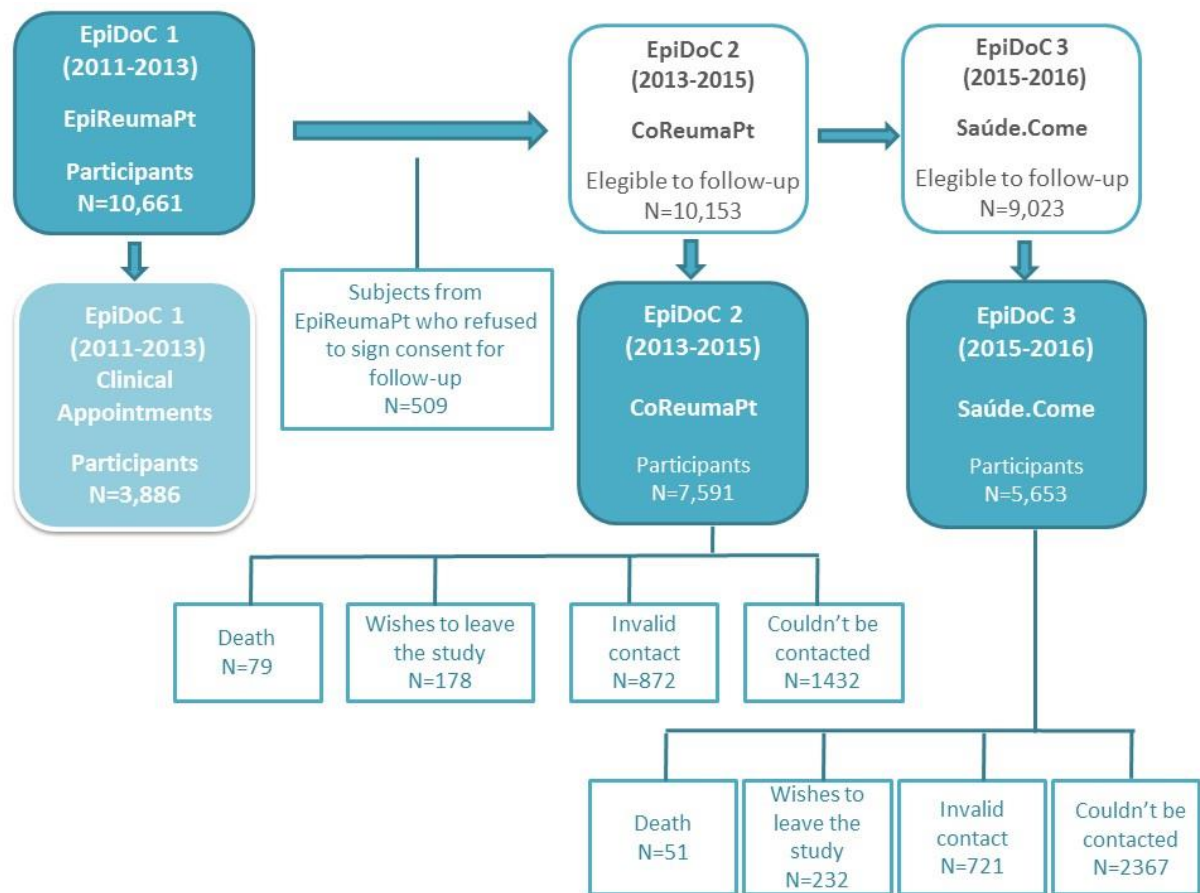 EpiDoC 1
(2011-2013)
EpiReumaPt
Participants
N=10,661
EpiDoC 2
(2013-2015)
CoReumaPt
Elegible to follow-up
N=10,153
EpiDoC 3
(2015-2016)
Saúde.Come
Elegible to follow-up
N=9,023
EpiDoC 1
(2011-2013)
Clinical
Appointments
Participants
N=3,886
Subjects from
EpiReumaPt who refused
to sign consent for
follow-up
N=509
EpiDoC 2
(2013-2015)
CoReumaPt
Participants
N=7,591
EpiDoC 3
(2015-2016)
Saúde.Come
Participants
N=5,653
Death
N=79
Wishes to leave
the study
N=178
Invalid
contact
N=872
Couldn't be
contacted
N=1432
Death
N=51
Wishes to
leave the
study
N=232
Invalid
contact
N=721
Couldn't be
contacted
N=2367